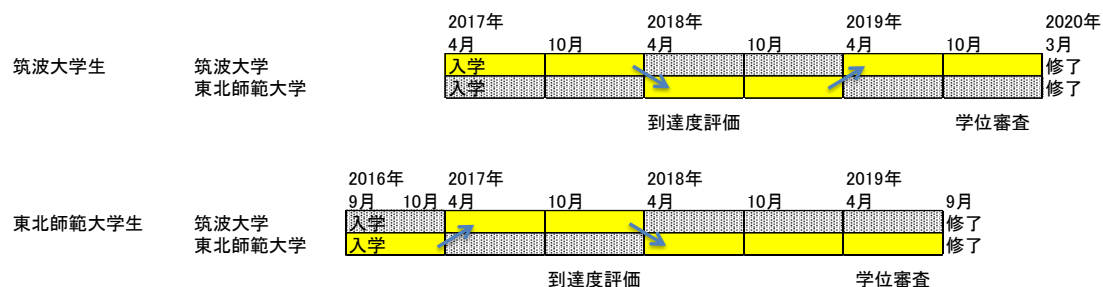 2017年 2018年 2019年 2020年
4月 10月 4月 10月 4月 10月 3月
筑波大学生 筑波大学 入学 修了
東北師範大学 入学 修了
到達度評価 学位審査
2016年 2017年 2018年 2019年
9月 10月 4月 10月 4月 10月 4月 9月
東北師範大学生 筑波大学 入学 修了
東北師範大学 入学 修了
到達度評価 学位審査